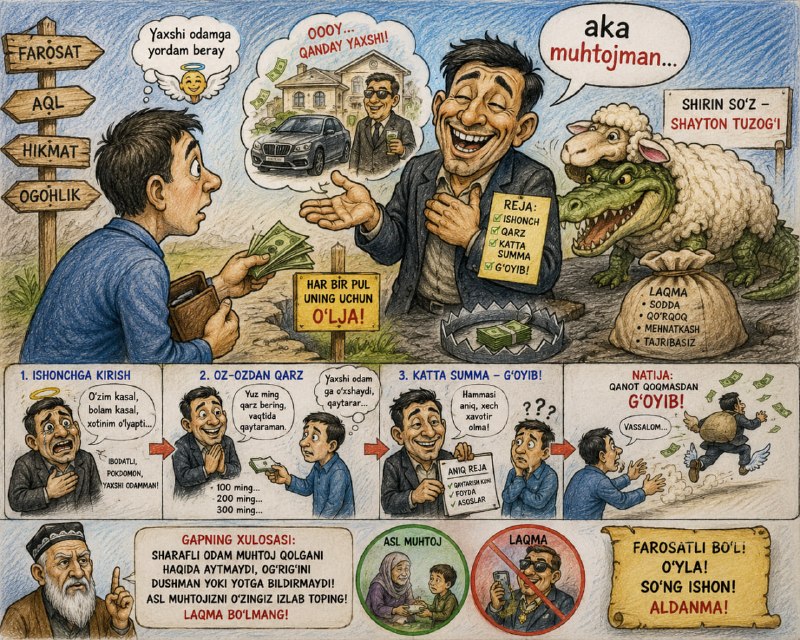 FAROSAT
AQL
HIKMAT
OGOHLIK
Yaxshi odamga
yordam beray
OOOY...
QANDAY YAXSHI!
aka
muhtojman...
SHIRIN SO'Z –
SHAYTON TUZOG'I
REJA:
ISHONCH
QARZ
KATTA
SUMMA
G'OYIB!
HAR BIR PUL
UNING UCHUN
O'LJA!
LAQMA
• SODDA
• QO'RQOQ
• MEHNATKASH
• TAJRIBASIZ
1. ISHONCHGA KIRISH
O'zim kasal,
bolam kasal,
xotinim o'lyapti...
IBODATLI,
POKDOMON,
YAXSHI ODAMMAN!
2. OZ-OZDAN QARZ
Yuz ming
qarz bering,
vaqtida
qaytaraman.
Yaxshi odam
ga o'xshaydi,
qaytarar...
• 100 ming...
• 200 ming...
300 ming...
3. KATTA SUMMA – G'OYIB!
Hammasi
aniq, xech
xavotir
olma!
???
ANIQ REJA
QAYTARISH KUNI
FOYDA
ASOSLAR
NATIJA:
QANOT QOQMASDAN
G'OYIB!
VASSALOM...
GAPNING XULOSASI:
SHARAFLI ODAM MUHTOJ QOLGANI
HAQIDA AYTMAYDI, OG'RIG'INI
DUSHMAN YOKI YOTGA BILDIRMAYDI!
ASL MUHTOJIZNI O'ZINGIZ IZLAB TOPING!
LAQMA BO'LMANG!
ASL MUHTOJ
LAQMA
FAROSATLI BO'L!
O'YLA!
SO'NG ISHON!
ALDANMA!